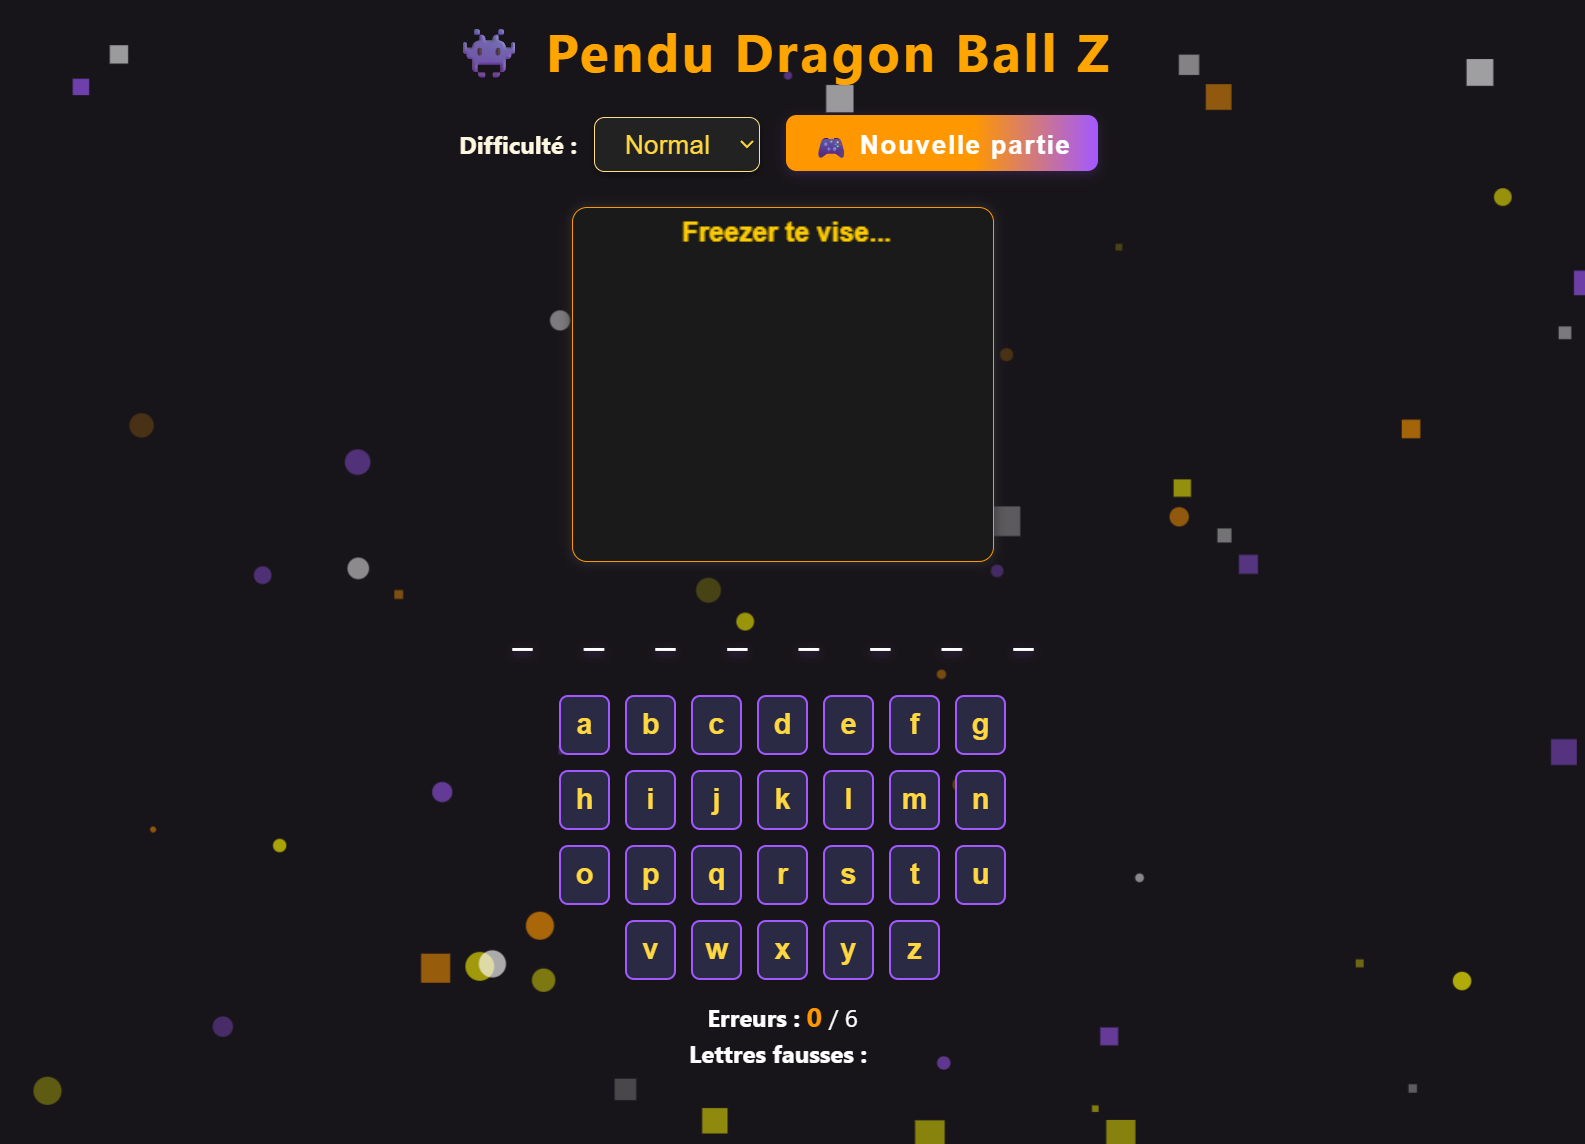 Pendu Dragon Ball Z
Difficulté : Normal Nouvelle partie
Freezer te vise...
_ _ _ _ _ _ _ _
a b c d e f g
h i j k l m n
o p q r s t u
v w x y z
Erreurs : 0 / 6
Lettres fausses :